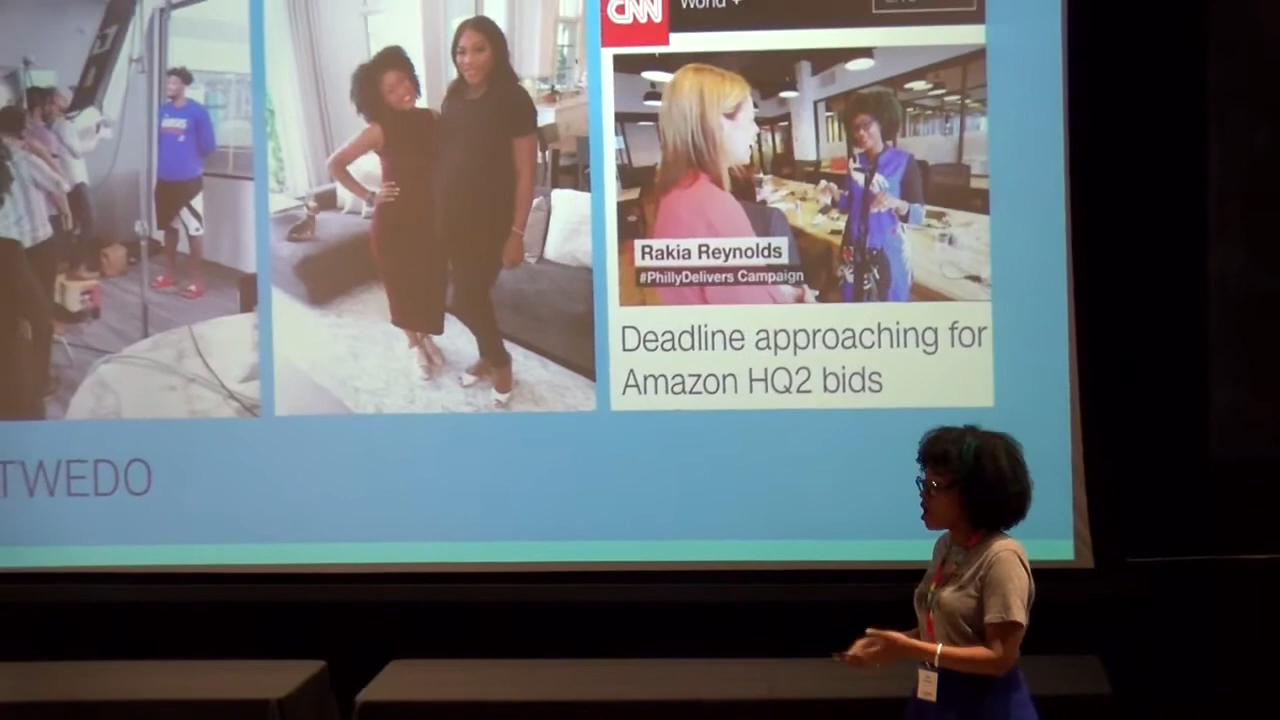 CNN
World +
Rakia Reynolds
#PhillyDelivers Campaign
Deadline approaching for
Amazon HQ2 bids
TWEDO